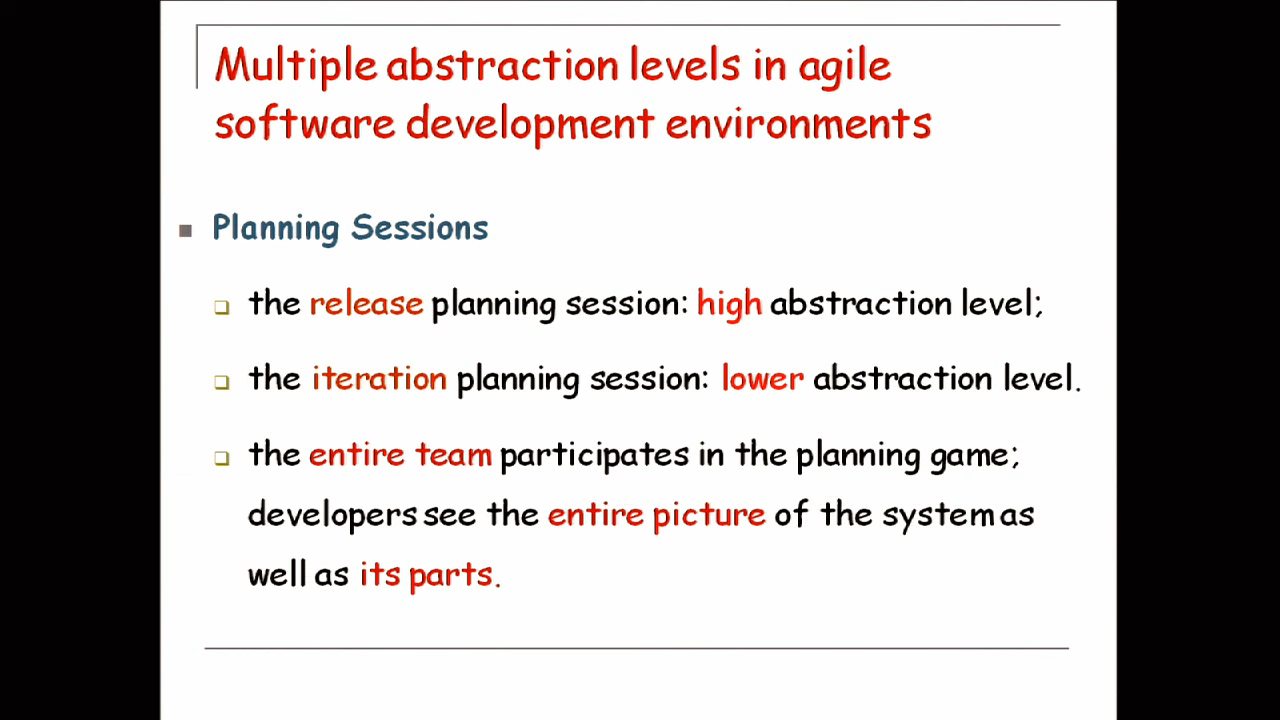 Multiple abstraction levels in agile
software development environments
Planning Sessions
the release planning session: high abstraction level;
the iteration planning session: lower abstraction level.
the entire team participates in the planning game;
developers see the entire picture of the system as
well as its parts.